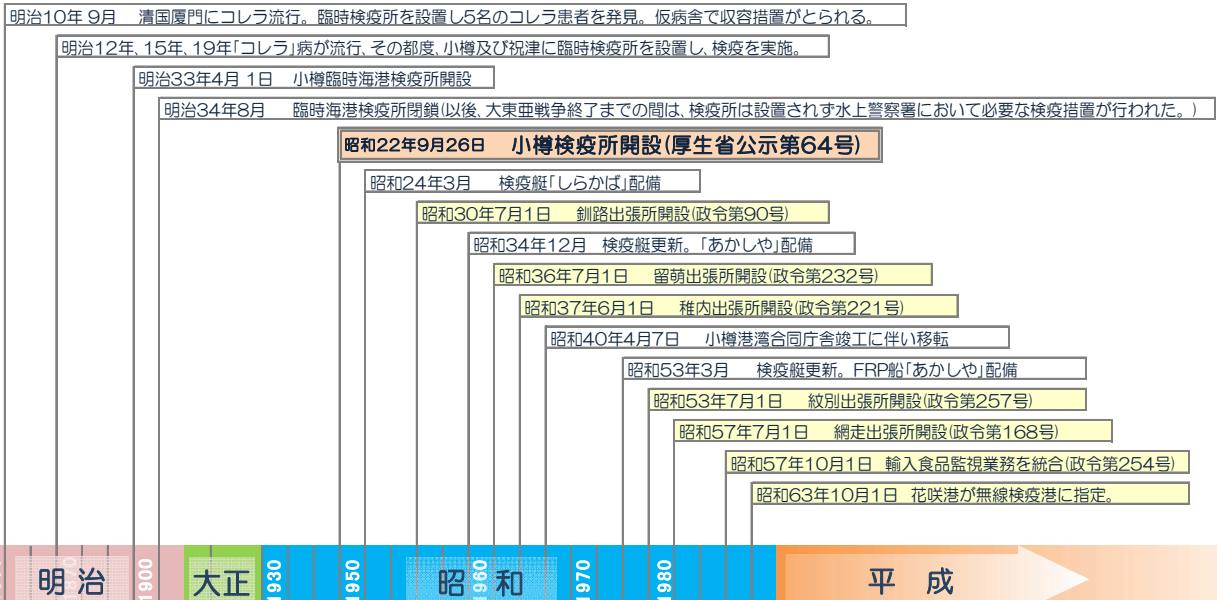 明治10年 9月 清国厦門にコレラ流行。臨時検疫所を設置し5名のコレラ患者を発見。仮病舎で収容措置がとられる。
明治12年、15年、19年「コレラ」病が流行、その都度、小樽及び祝津に臨時検疫所を設置し、検疫を実施。
明治33年4月 1日 小樽臨時海港検疫所開設
明治34年8月 臨時海港検疫所閉鎖(以後、大東亜戦争終了までの間は、検疫所は設置されず水上警察署において必要な検疫措置が行われた。)
昭和22年9月26日 小樽検疫所開設(厚生省公示第64号)
昭和24年3月 検疫艇「しらかば」配備
昭和30年7月1日 釧路出張所開設(政令第90号)
昭和34年12月 検疫艇更新。「あかしや」配備
昭和36年7月1日 留萌出張所開設(政令第232号)
昭和37年6月1日 稚内出張所開設(政令第221号)
昭和40年4月7日 小樽港湾合同庁舎竣工に伴い移転
昭和53年3月 検疫艇更新。FRP船「あかしや」配備
昭和53年7月1日 紋別出張所開設(政令第257号)
昭和57年7月1日 網走出張所開設(政令第168号)
昭和57年10月1日 輸入食品監視業務を統合(政令第254号)
昭和63年10月1日 花咲港が無線検疫港に指定。
明治 1900 大正 1930 1950 昭和 1960 1970 1980 平成